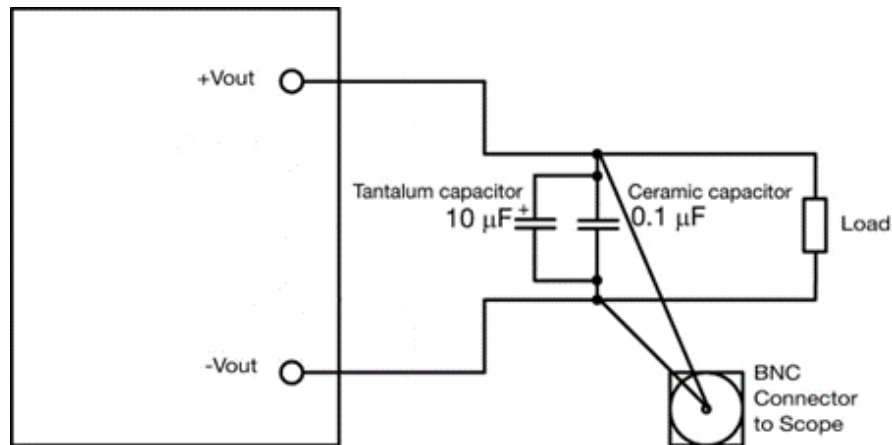 +Vout
Tantalum capacitor
10 μF
+
Ceramic capacitor
0.1 μF
Load
-Vout
BNC
Connector
to Scope